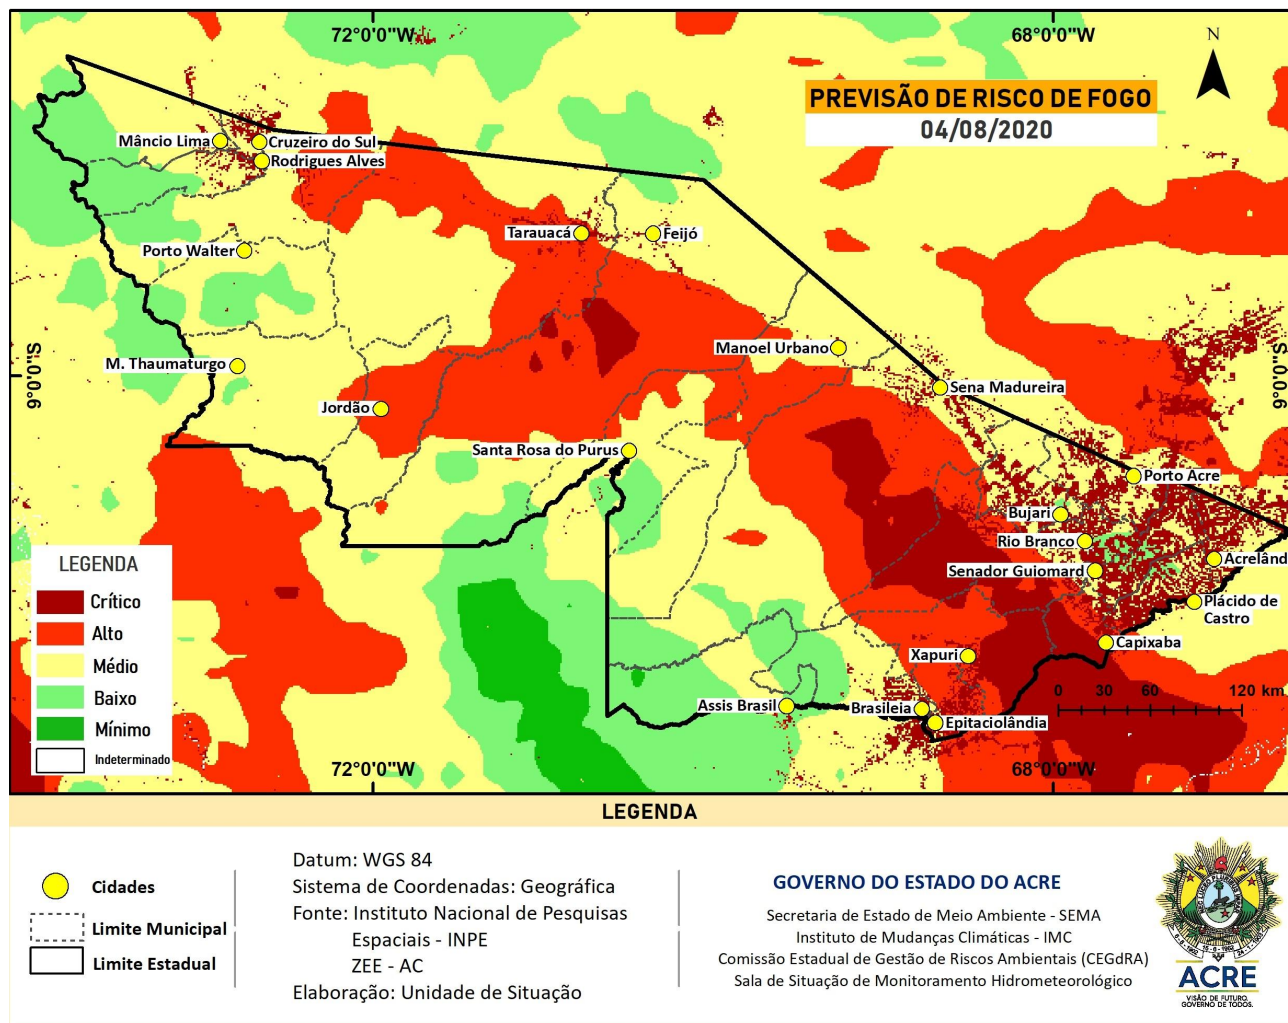 72°0'0"W
68°0'0"W
N
PREVISÃO DE RISCO DE FOGO
04/08/2020
Mâncio Lima
Cruzeiro do Sul
Rodrigues Alves
Tarauacá
Feijó
Porto Walter
Manoel Urbano
M. Thaumaturgo
9°0'0"S
9°0'0"S
Sena Madureira
Jordão
Santa Rosa do Purus
Porto Acre
Bujari
Rio Branco
Acrelând
Senador Guiomard
Plácido de
Castro
Capixaba
Xapuri
Assis Brasil
Brasileia
Epitaciolândia
0 30 60 120 km
LEGENDA
Crítico
Alto
Médio
Baixo
Mínimo
Indeterminado
72°0'0"W
68°0'0"W
LEGENDA
Cidades
Limite Municipal
Limite Estadual
Datum: WGS 84
Sistema de Coordenadas: Geográfica
Fonte: Instituto Nacional de Pesquisas
Espaciais - INPE
ZEE - AC
Elaboração: Unidade de Situação
GOVERNO DO ESTADO DO ACRE
Secretaria de Estado de Meio Ambiente - SEMA
Instituto de Mudanças Climáticas - IMC
Comissão Estadual de Gestão de Riscos Ambientais (CEGdRA)
Sala de Situação de Monitoramento Hidrometeorológico
ACRE
VISÃO DE FUTURO.
GOVERNO DE TODOS.